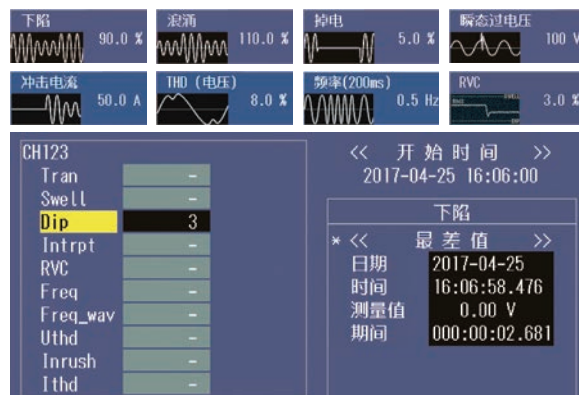 下陷
90.0 %
浪涌
110.0 %
掉电
5.0 %
瞬态过电压
100 V
冲击电流
50.0 A
THD (电压)
8.0 %
频率(200ms)
0.5 Hz
RVC
3.0 %
CH123
Tran –
Swell –
Dip 3
Intrpt –
RVC –
Freq –
Freq_wav –
Uthd –
Inrush –
Ithd –
<< 开始时间 >>
2017-04-25 16:06:00
下陷
* << 最差值 >>
日期 2017-04-25
时间 16:06:58.476
测量值 0.00 V
期间 000:00:02.681